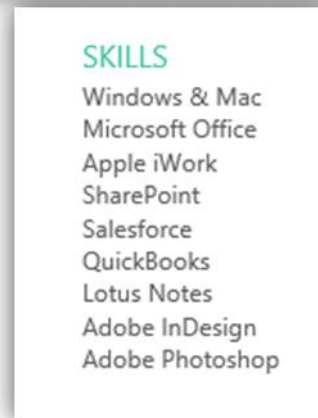 SKILLS
Windows & Mac
Microsoft Office
Apple iWork
SharePoint
Salesforce
QuickBooks
Lotus Notes
Adobe InDesign
Adobe Photoshop